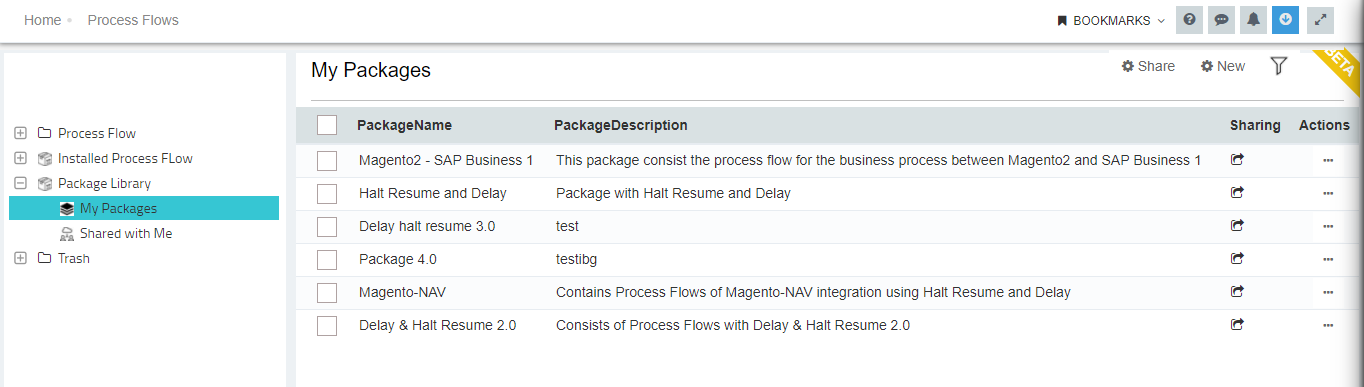 Home Process Flows BOOKMARKS
My Packages Share New BETA
Process Flow
Installed Process FLow
Package Library
My Packages
Shared with Me
Trash
PackageName PackageDescription Sharing Actions
Magento2 - SAP Business 1 This package consist the process flow for the business process between Magento2 and SAP Business 1
Halt Resume and Delay Package with Halt Resume and Delay
Delay halt resume 3.0 test
Package 4.0 testibg
Magento-NAV Contains Process Flows of Magento-NAV integration using Halt Resume and Delay
Delay & Halt Resume 2.0 Consists of Process Flows with Delay & Halt Resume 2.0